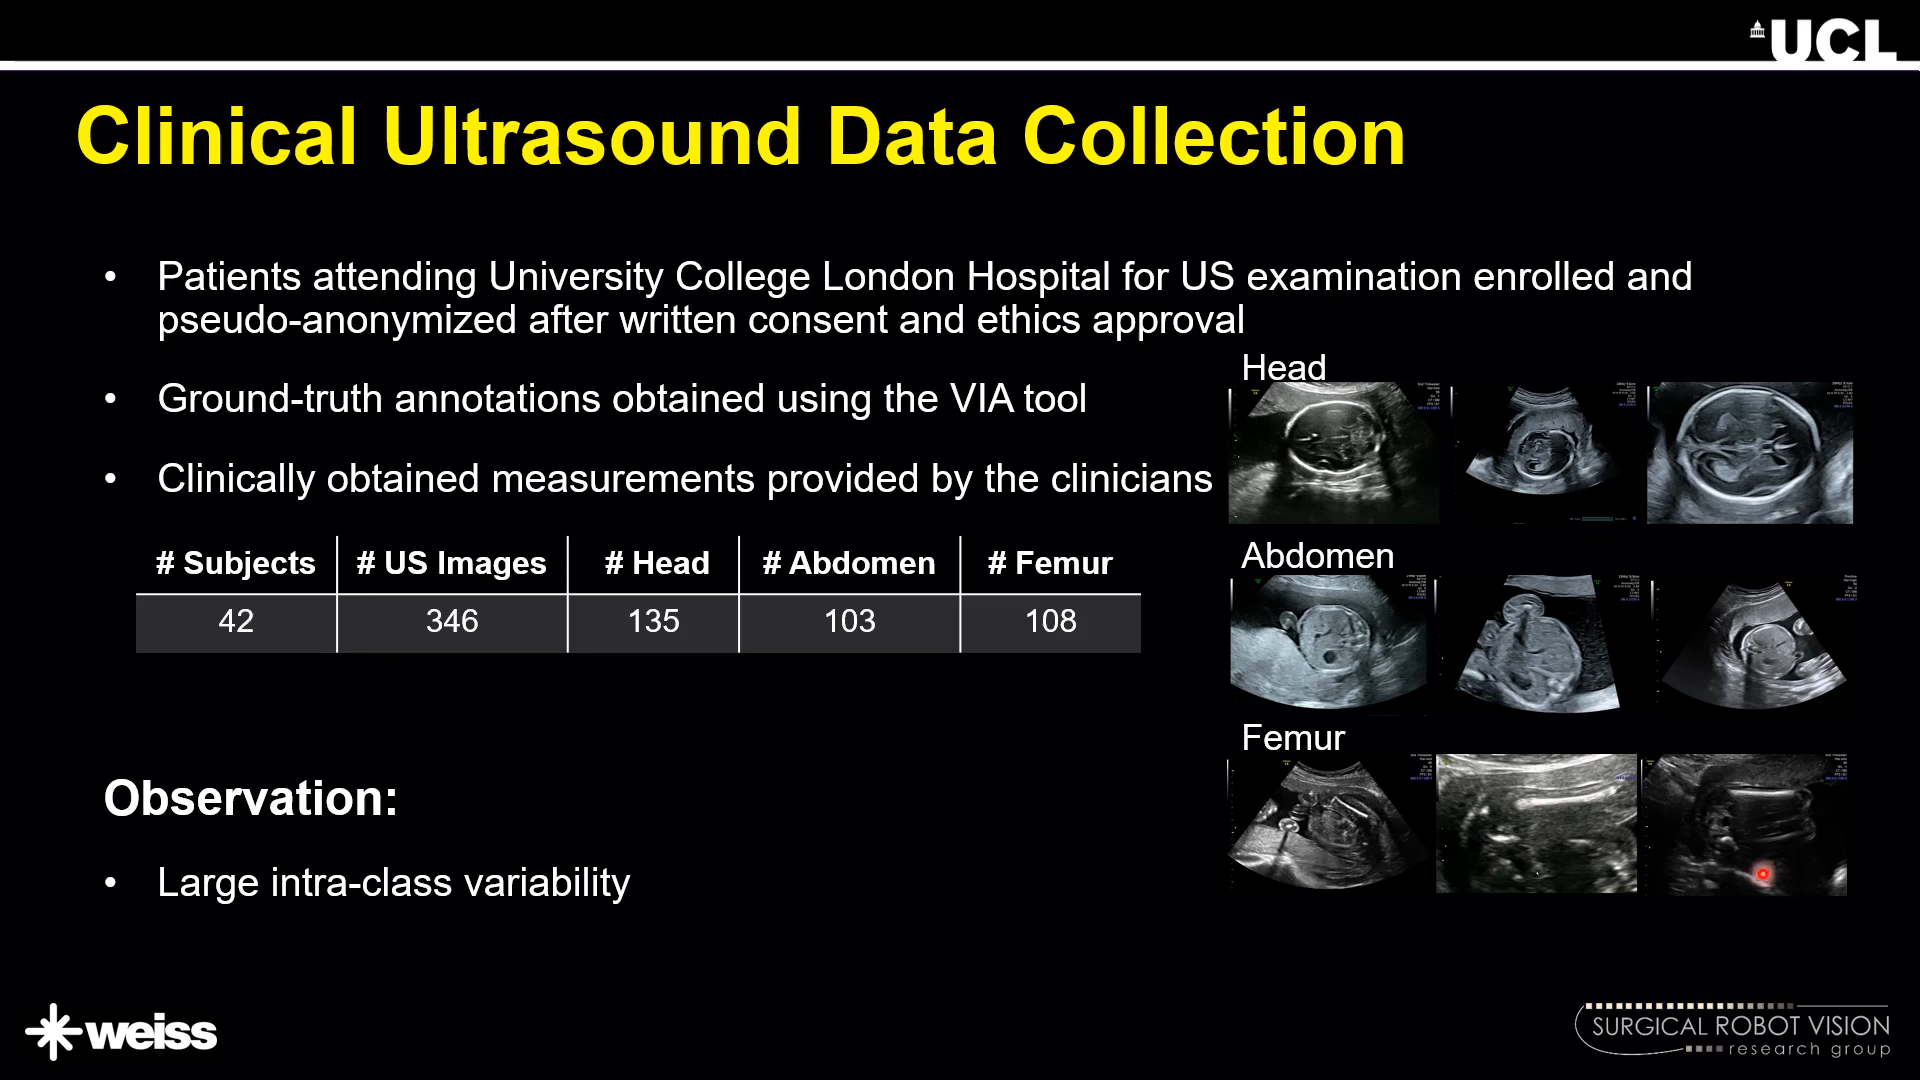 UCL
Clinical Ultrasound Data Collection
• Patients attending University College London Hospital for US examination enrolled and
pseudo-anonymized after written consent and ethics approval
• Ground-truth annotations obtained using the VIA tool
• Clinically obtained measurements provided by the clinicians
# Subjects # US Images # Head # Abdomen # Femur
42 346 135 103 108
Head
Abdomen
Femur
Observation:
• Large intra-class variability
weiss
SURGICAL ROBOT VISION
research group